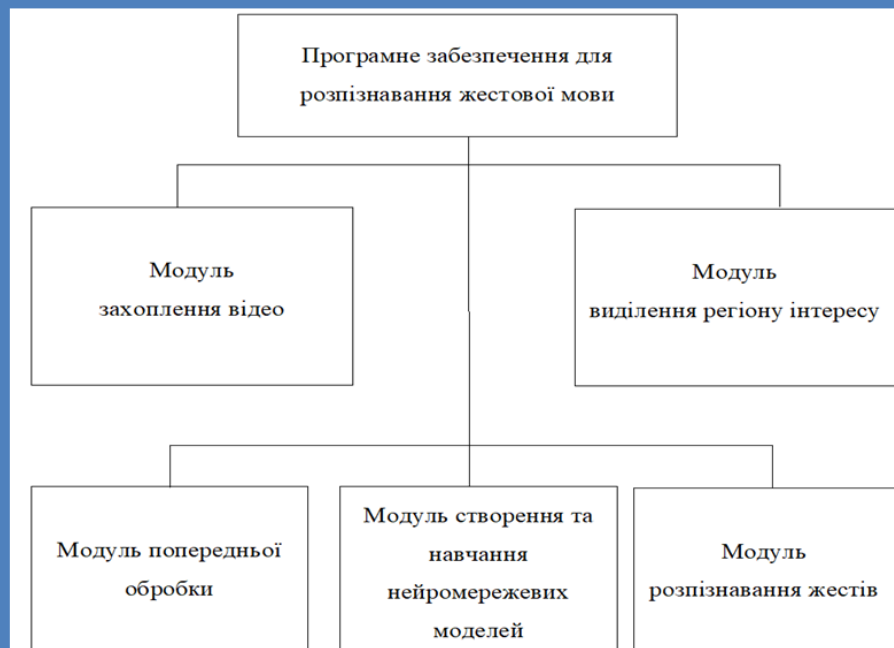 Програмне забезпечення для
розпізнавання жестової мови
Модуль
захоплення відео
Модуль
виділення регіону інтересу
Модуль попередньої
обробки
Модуль створення та
навчання
нейромережевих
моделей
Модуль
розпізнавання жестів